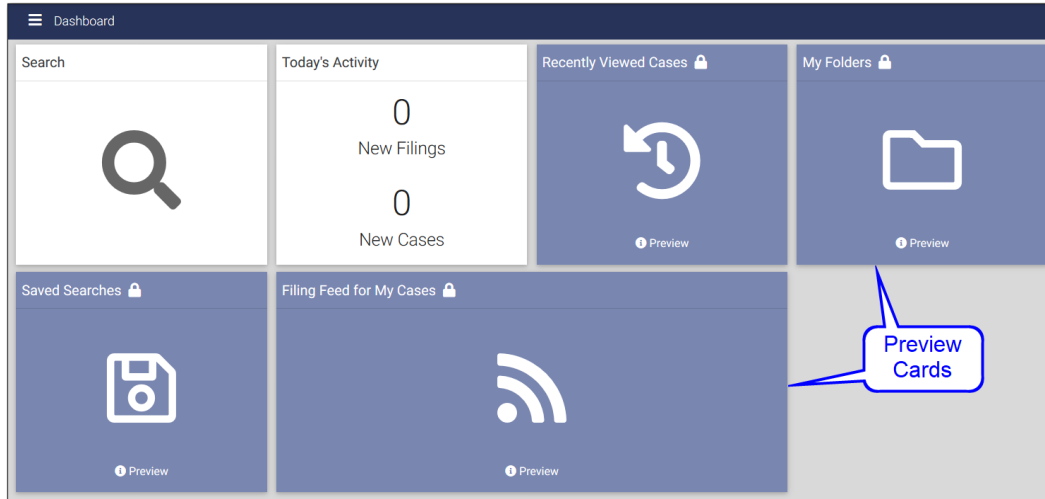 Dashboard
Search
Today's Activity
Recently Viewed Cases
My Folders
0
New Filings
0
New Cases
Preview
Preview
Saved Searches
Filing Feed for My Cases
Preview
Cards
Preview
Preview